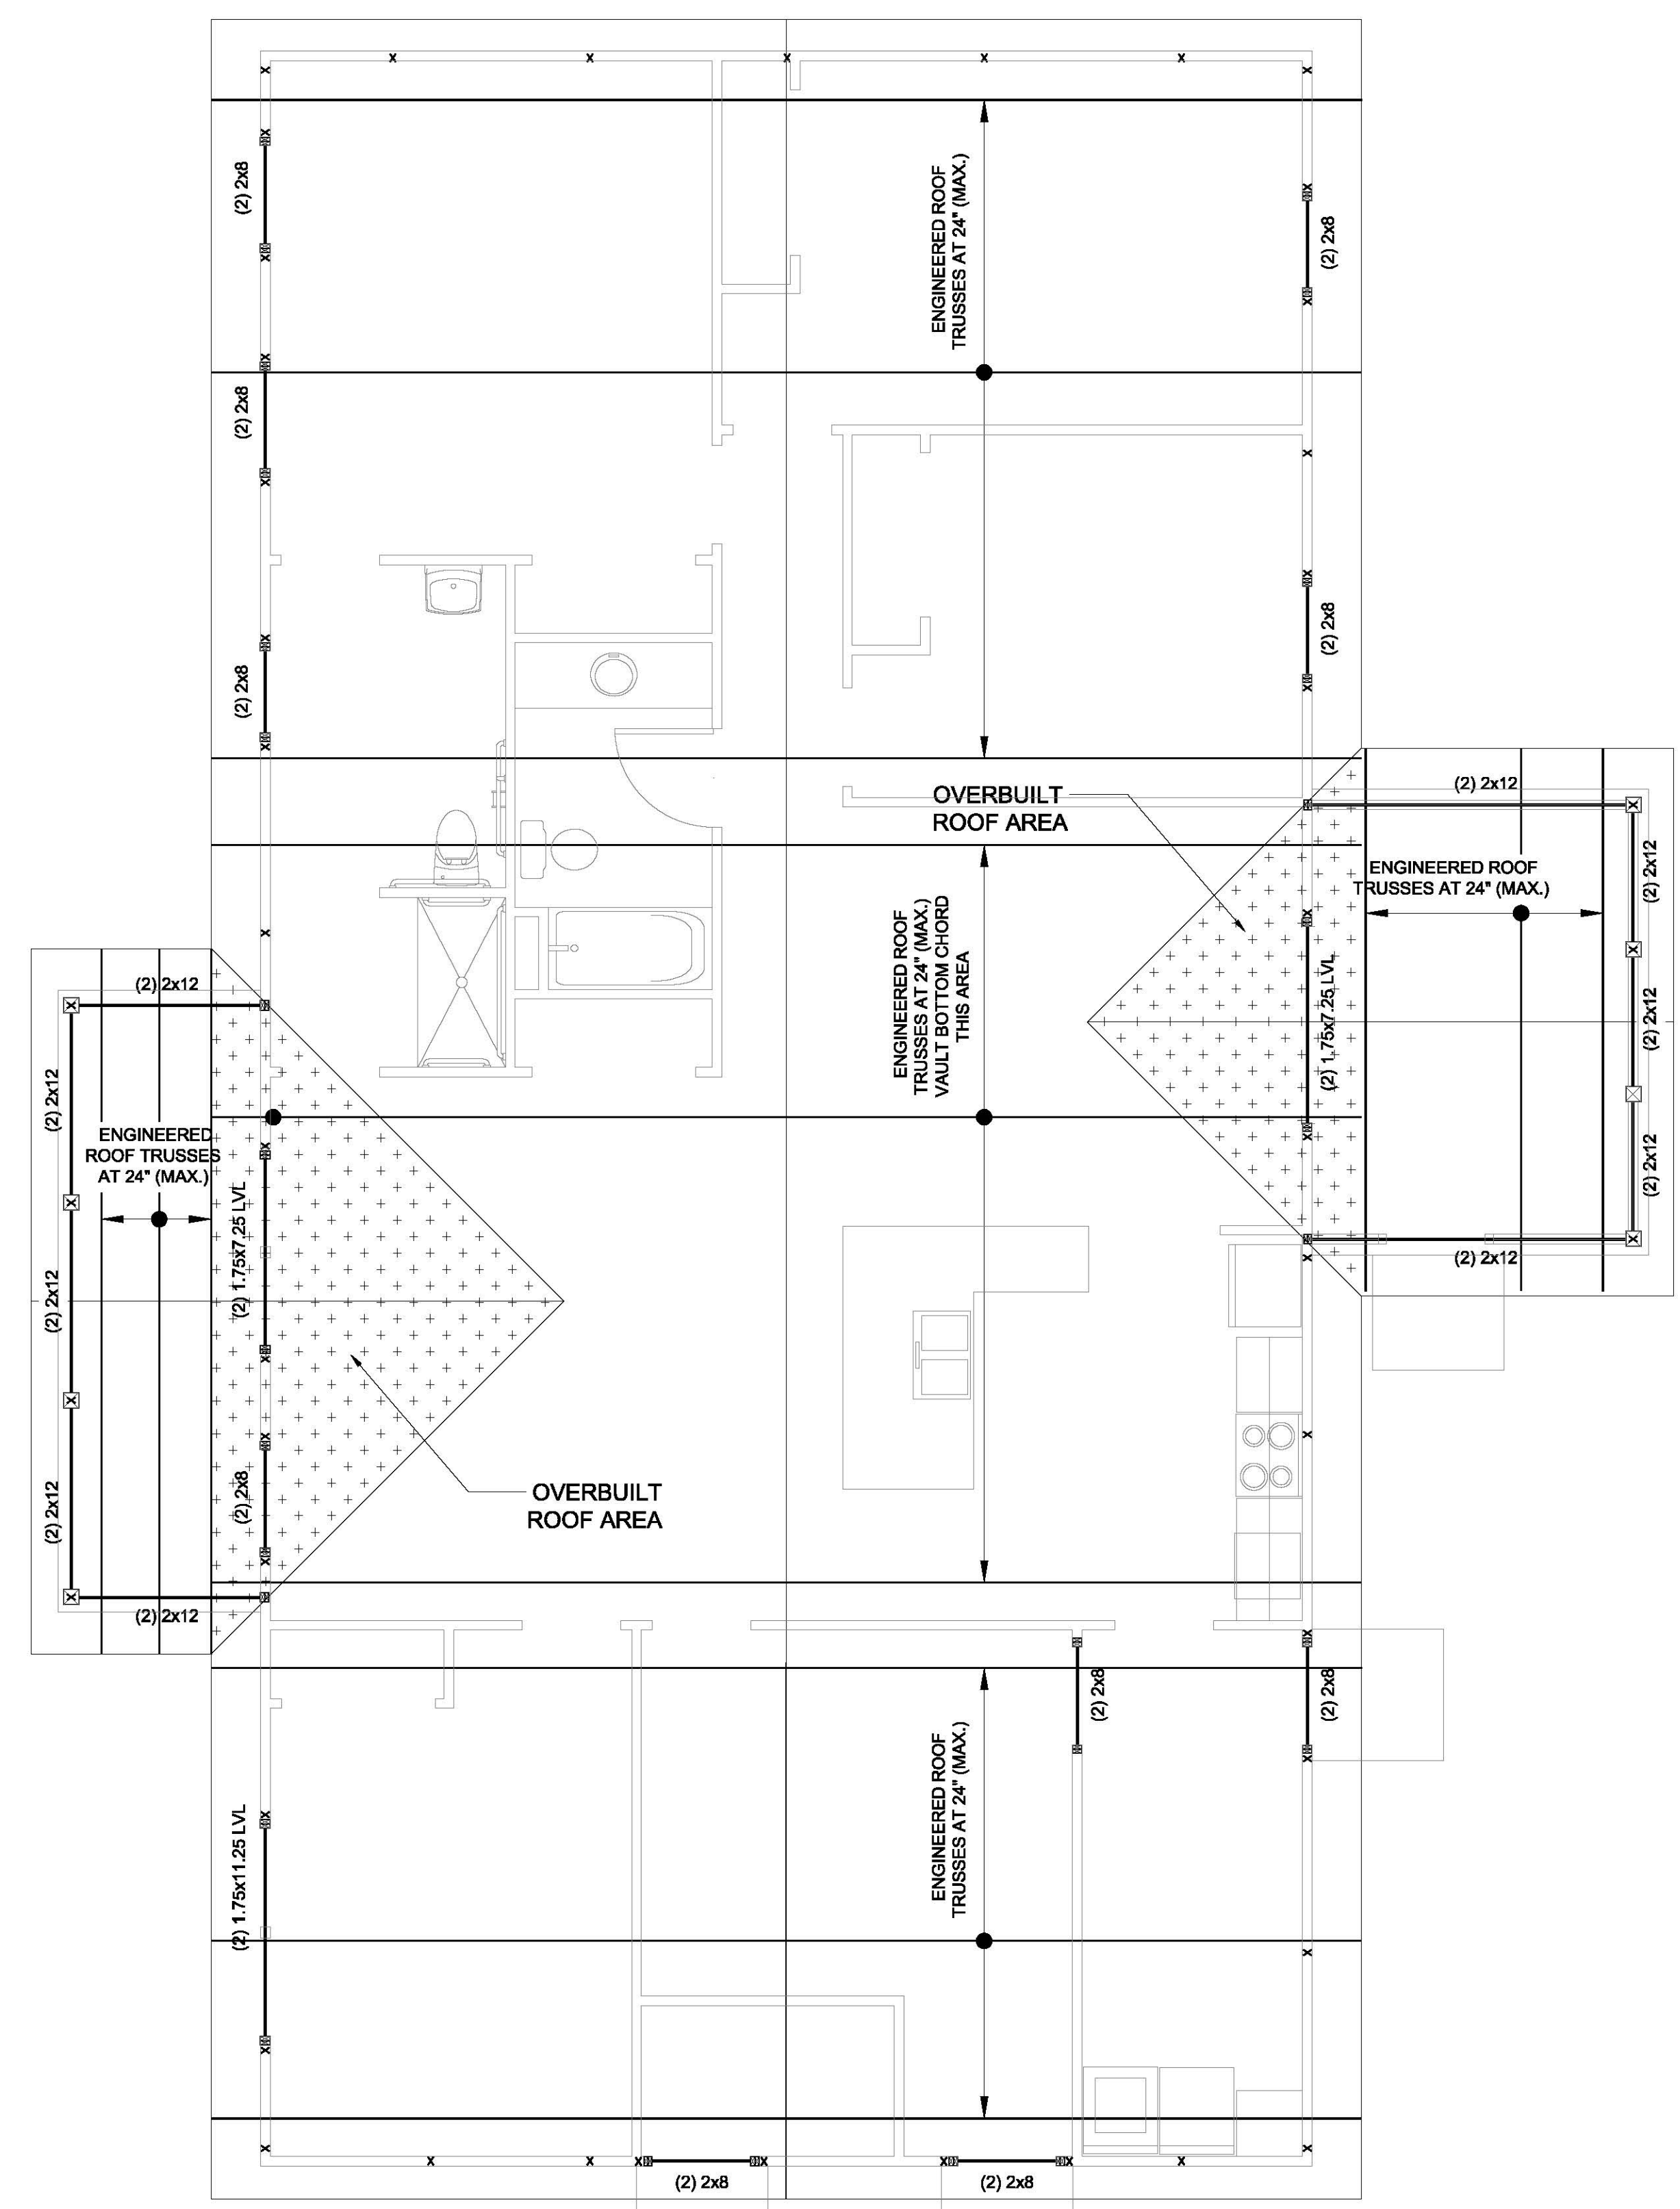 (2) 2x8
ENGINEERED ROOF
TRUSSES AT 24" (MAX.)
(2) 2x8
(2) 2x8
(2) 2x8
(2) 2x8
OVERBUILT
ROOF AREA
(2) 2x12
(2) 2x12
ENGINEERED ROOF
TRUSSES AT 24" (MAX.)
ENGINEERED ROOF
TRUSSES AT 24" (MAX.)
VAULT BOTTOM CHORD
THIS AREA
(2) 1.75x7.25 LVL
(2) 2x12
(2) 2x12
(2) 2x12
(2) 2x12
(2) 2x12
ENGINEERED
ROOF TRUSSES
AT 24" (MAX.)
(2) 1.75x7.25 LVL
(2) 2x12
(2) 2x12
(2) 2x8
(2) 2x12
OVERBUILT
ROOF AREA
(2) 2x12
(2) 2x8
(2) 2x8
ENGINEERED ROOF
TRUSSES AT 24" (MAX.)
(2) 1.75x11.25 LVL
(2) 2x8
(2) 2x8